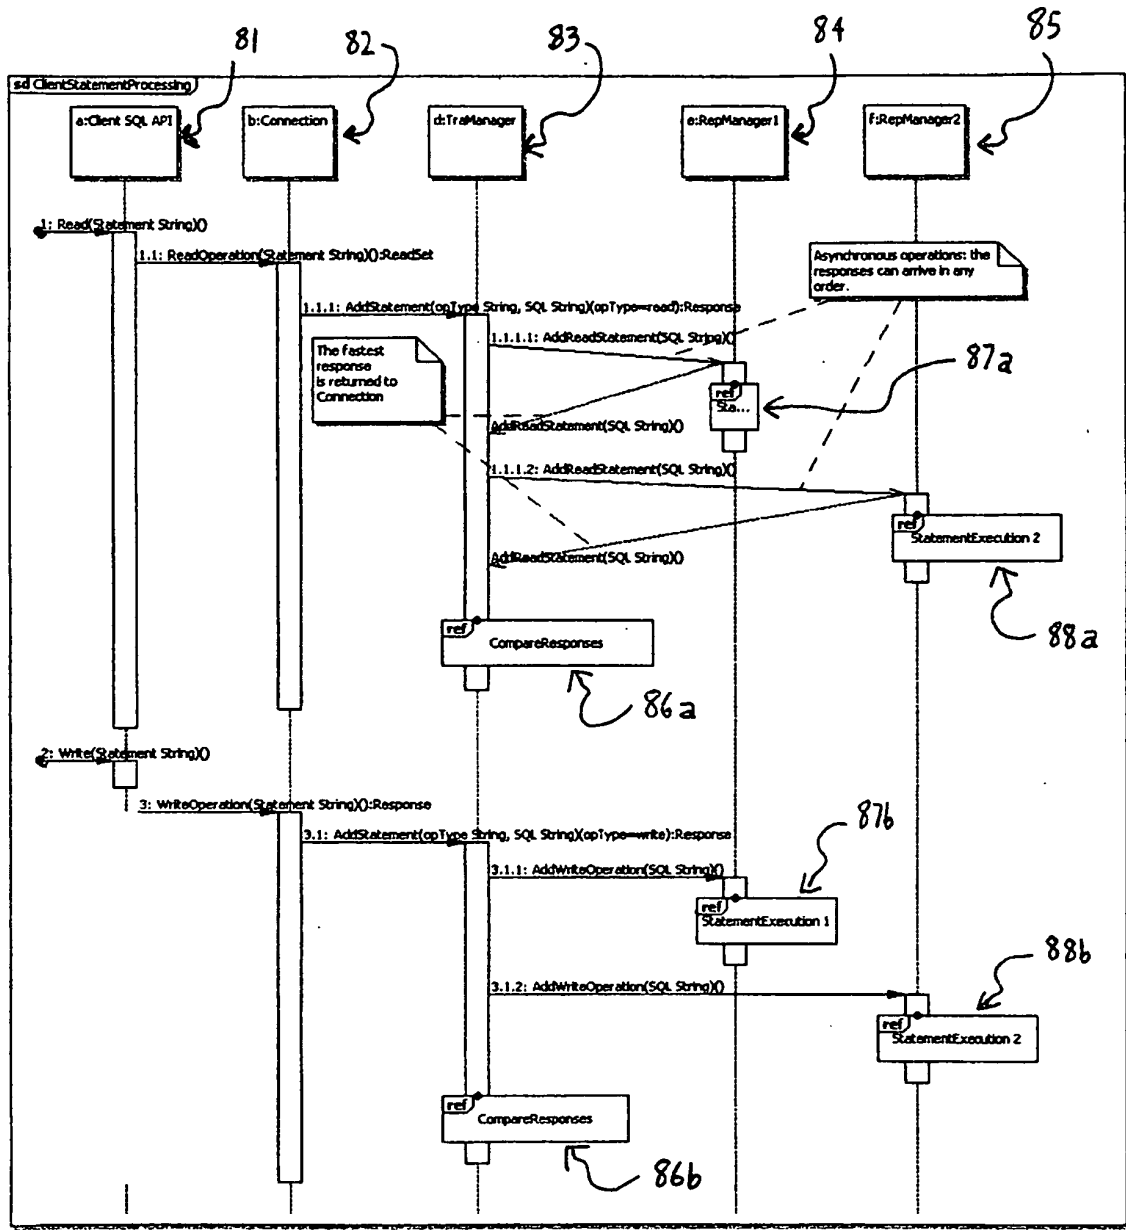 81
82
83
84
85
sd ClientStatementProcessing
a:Client SQL API
b:Connection
d:TraManager
e:RepManager1
f:RepManager2
1: Read(Statement String)()
1.1: ReadOperation(Statement String)():ReadSet
Asynchronous operations: the
responses can arrive in any
order.
1.1.1: AddStatement(opType String, SQL String)(opType=read):Response
1.1.1.1: AddReadStatement(SQL String)()
The fastest
response
is returned to
Connection
87a
ref
Sta...
AddReadStatement(SQL String)()
1.1.1.2: AddReadStatement(SQL String)()
ref
StatementExecution 2
AddReadStatement(SQL String)()
88a
ref
CompareResponses
86a
2: Write(Statement String)()
3: WriteOperation(Statement String)():Response
87b
3.1: AddStatement(opType String, SQL String)(opType=write):Response
3.1.1: AddWriteOperation(SQL String)()
ref
StatementExecution 1
88b
3.1.2: AddWriteOperation(SQL String)()
ref
StatementExecution 2
ref
CompareResponses
86b